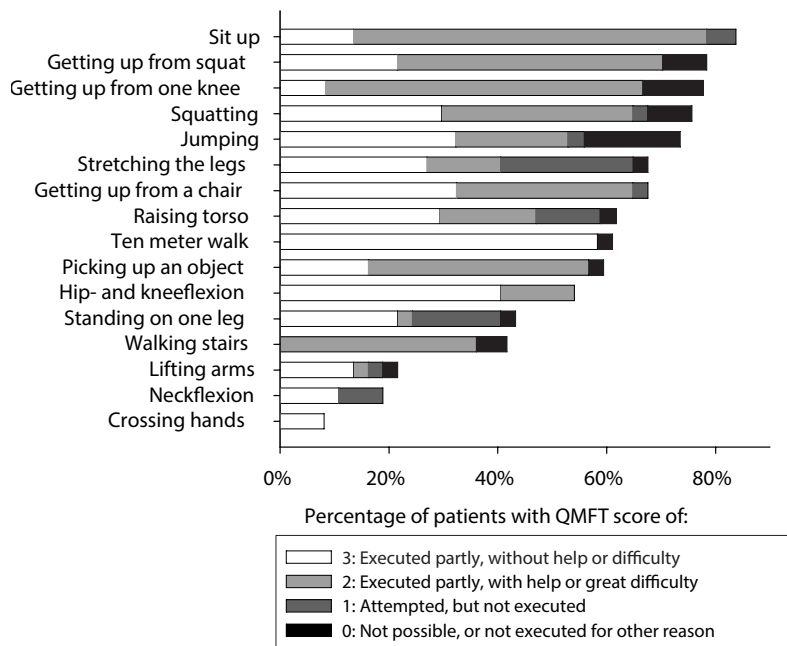 Sit up
Getting up from squat
Getting up from one knee
Squatting
Jumping
Stretching the legs
Getting up from a chair
Raising torso
Ten meter walk
Picking up an object
Hip- and kneeflexion
Standing on one leg
Walking stairs
Lifting arms
Neckflexion
Crossing hands
0% 20% 40% 60% 80%
Percentage of patients with QMFT score of:
3: Executed partly, without help or difficulty
2: Executed partly, with help or great difficulty
1: Attempted, but not executed
0: Not possible, or not executed for other reason